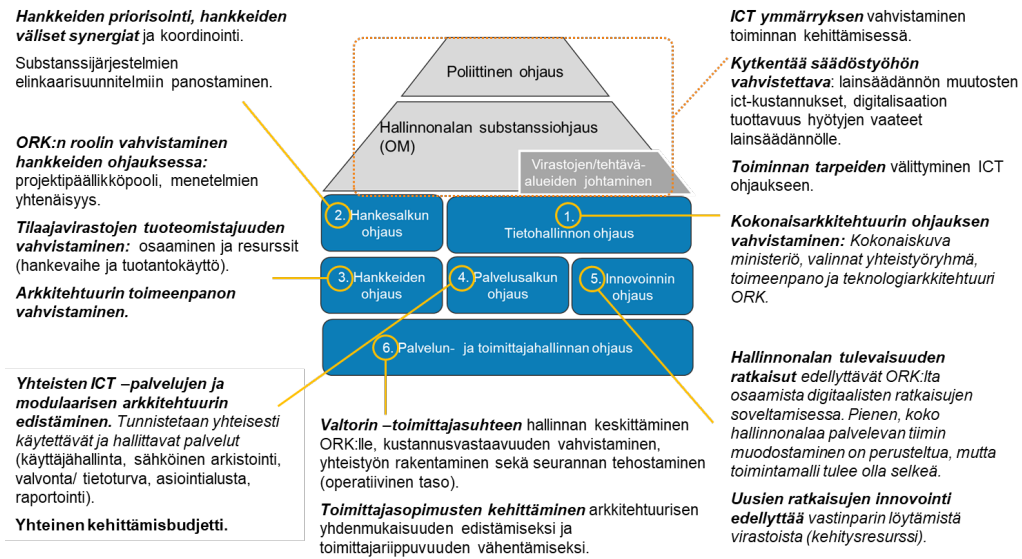 Hankkeiden priorisointi, hankkeiden
väliset synergiat ja koordinointi.
Substanssijärjestelmien
elinkaarisuunnitelmiin panostaminen.
ORK:n roolin vahvistaminen
hankkeiden ohjauksessa:
projektipäällikköpooli, menetelmien
yhtenäisyys.
Tilaajavirastojen tuoteomistajuuden
vahvistaminen: osaaminen ja resurssit
(hankevaihe ja tuotantokäyttö).
Arkkitehtuurin toimeenpanon
vahvistaminen.
Yhteisten ICT –palvelujen ja
modulaarisen arkkitehtuurin
edistäminen. Tunnistetaan yhteisesti
käytettävät ja hallittavat palvelut
(käyttäjähallinta, sähköinen arkistointi,
valvonta/ tietoturva, asiointialusta,
raportointi).
Yhteinen kehittämisbudjetti.
Poliittinen ohjaus
Hallinnonalan substanssiohjaus
(OM)
Virastojen/tehtävä-
alueiden johtaminen
2. Hankesalkun
ohjaus
1.
Tietohallinnon ohjaus
3. Hankkeiden
ohjaus
4. Palvelusalkun
ohjaus
5. Innovoinnin
ohjaus
6. Palvelun- ja toimittajahallinnan ohjaus
Valtorin –toimittajasuhteen hallinnan keskittäminen
ORK:lle, kustannusvastaavuuden vahvistaminen,
yhteistyön rakentaminen sekä seurannan tehostaminen
(operatiivinen taso).
Toimittajasopimusten kehittäminen arkkitehtuurisen
yhdenmukaisuuden edistämiseksi ja
toimittajariippuvuuden vähentämiseksi.
ICT ymmärryksen vahvistaminen
toiminnan kehittämisessä.
Kytkentää säädöstyöhön
vahvistettava: lainsäädännön muutosten
ict-kustannukset, digitalisaation
tuottavuus hyötyjen vaateet
lainsäädännölle.
Toiminnan tarpeiden välittyminen ICT
ohjaukseen.
Kokonaisarkkitehtuurin ohjauksen
vahvistaminen: Kokonaiskuva
ministeriö, valinnat yhteistyöryhmä,
toimeenpano ja teknologiarkkitehtuuri
ORK.
Hallinnonalan tulevaisuuden
ratkaisut edellyttävät ORK:lta
osaamista digitaalisten ratkaisujen
soveltamisessa. Pienen, koko
hallinnonalaa palvelevan tiimin
muodostaminen on perusteltua, mutta
toimintamalli tulee olla selkeä.
Uusien ratkaisujen innovointi
edellyttää vastinparin löytämistä
virastoista (kehitysresurssi).